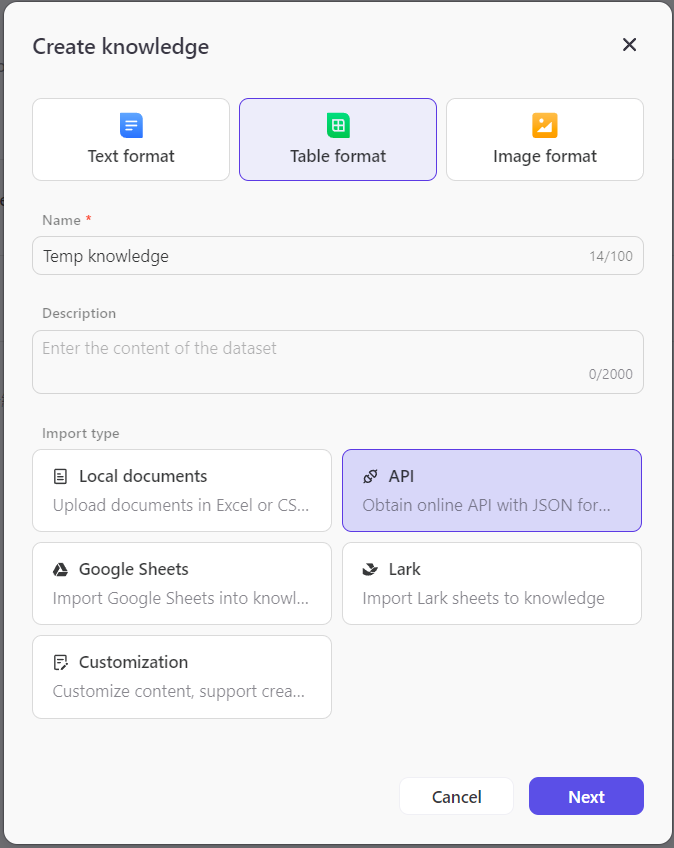 Create knowledge
Text format
Table format
Image format
Name *
Temp knowledge 14/100
Description
Enter the content of the dataset
0/2000
Import type
Local documents
Upload documents in Excel or CS...
API
Obtain online API with JSON for...
Google Sheets
Import Google Sheets into knowl...
Lark
Import Lark sheets to knowledge
Customization
Customize content, support crea...
Cancel
Next